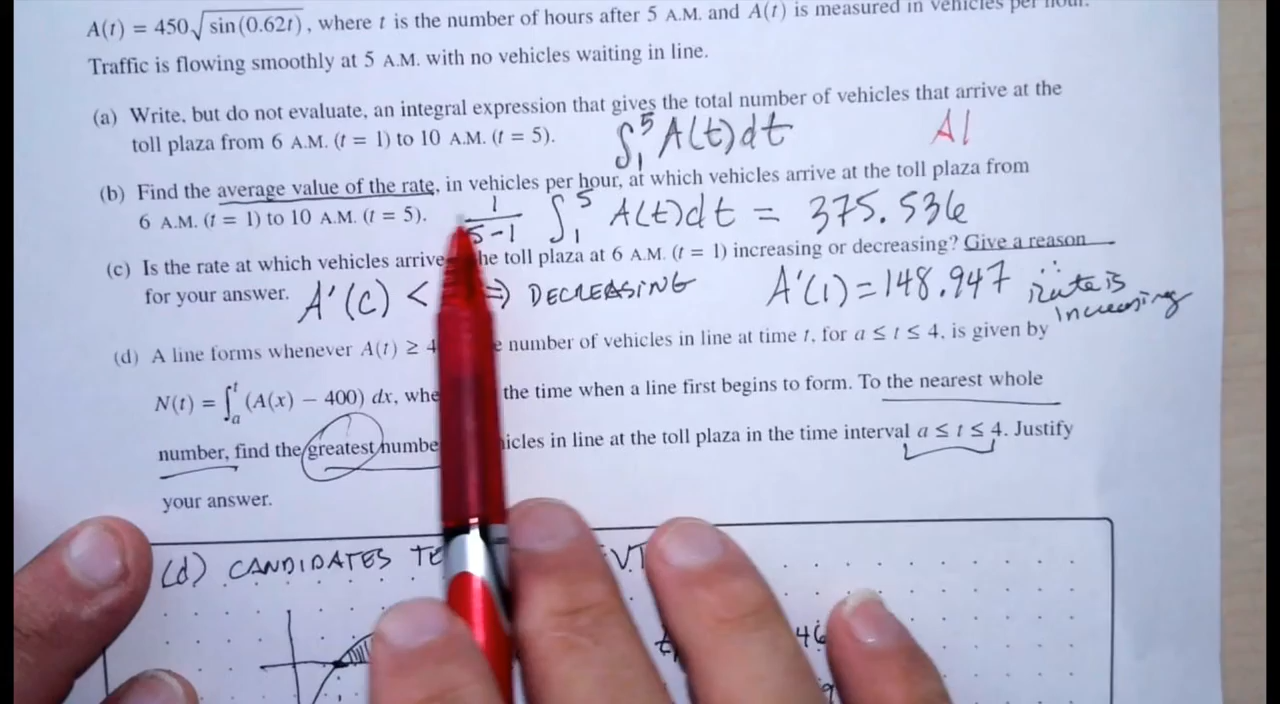 A(t) = 450√sin(0.62t), where t is the number of hours after 5 A.M. and A(t) is measured in vehicles per hour.
Traffic is flowing smoothly at 5 A.M. with no vehicles waiting in line.
(a) Write, but do not evaluate, an integral expression that gives the total number of vehicles that arrive at the
toll plaza from 6 A.M. (t = 1) to 10 A.M. (t = 5). ∫₁⁵ A(t)dt A1
(b) Find the average value of the rate, in vehicles per hour, at which vehicles arrive at the toll plaza from
6 A.M. (t = 1) to 10 A.M. (t = 5). 1/(5-1) ∫₁⁵ A(t)dt = 375.536
(c) Is the rate at which vehicles arrive the toll plaza at 6 A.M. (t = 1) increasing or decreasing? Give a reason
for your answer. A'(c) < ⇒ DECREASING A'(1) = 148.947 ∴ rate is increasing
(d) A line forms whenever A(t) ≥ 4 number of vehicles in line at time t, for a ≤ t ≤ 4, is given by
N(t) = ∫ₐᵗ (A(x) − 400) dx, the time when a line first begins to form. To the nearest whole
number, find the greatest in line at the toll plaza in the time interval a ≤ t ≤ 4. Justify
your answer.
(d) CANDIDATES